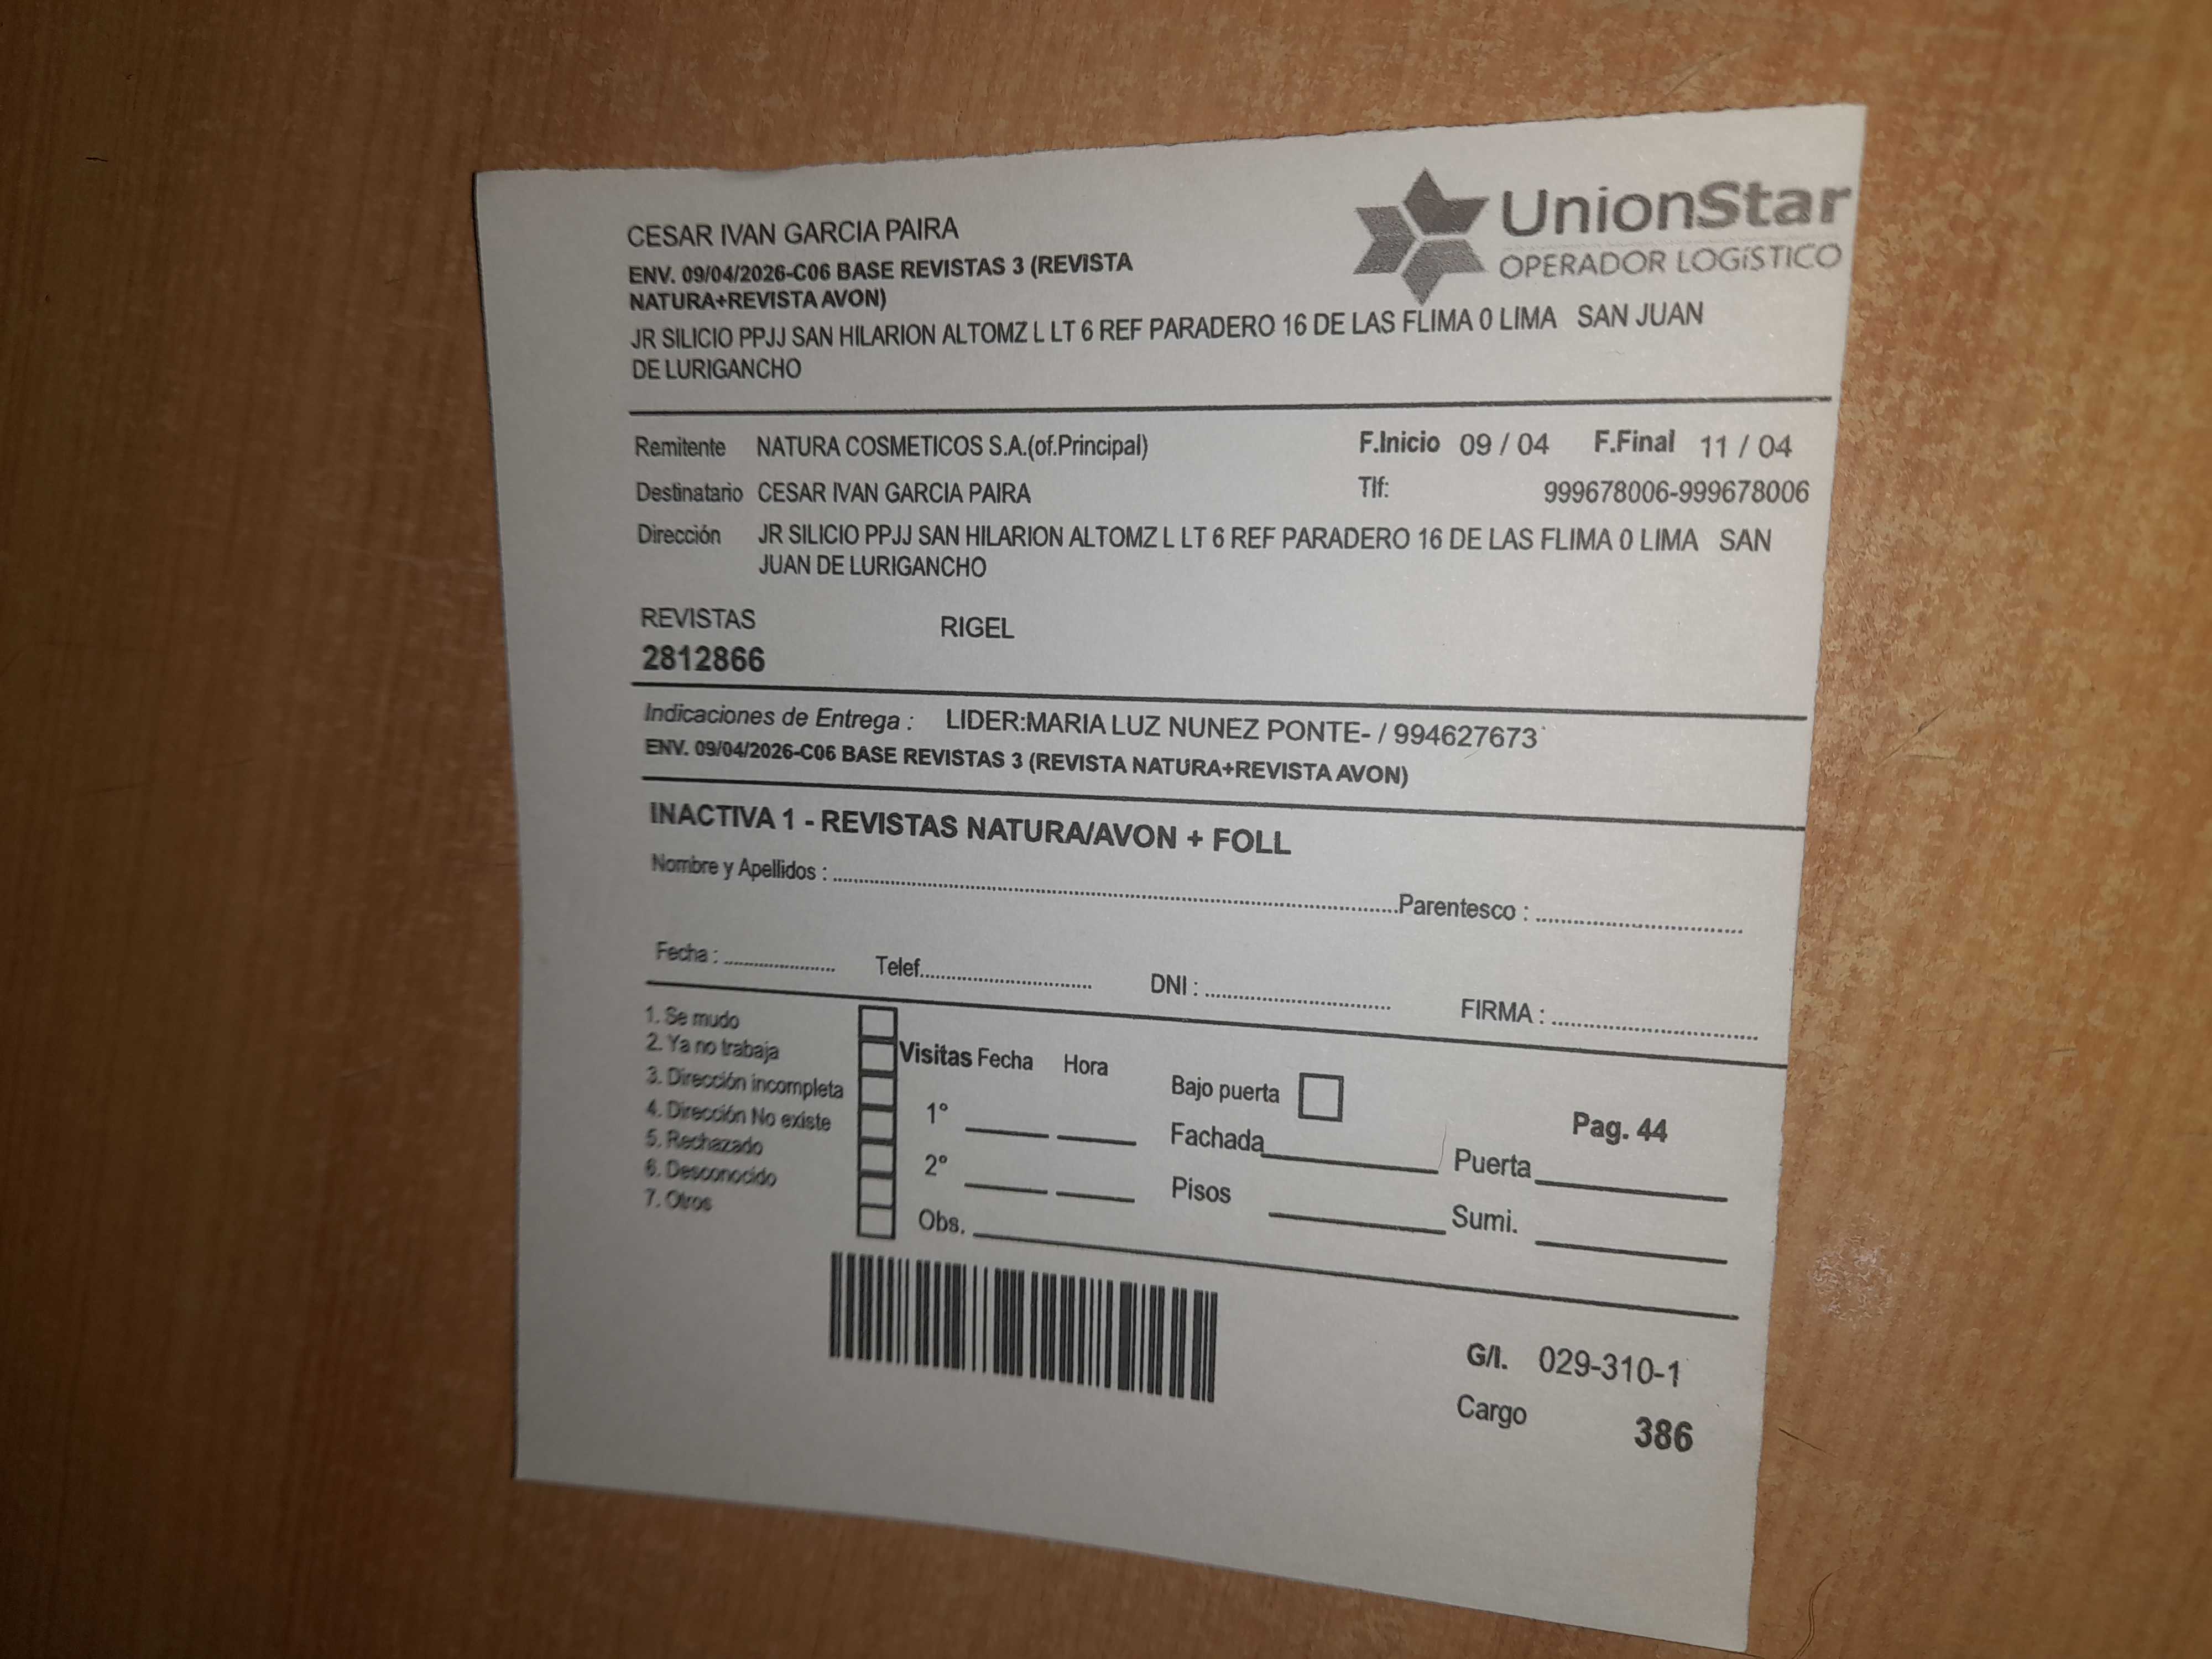 UnionStar
OPERADOR LOGíSTICO
CESAR IVAN GARCIA PAIRA
ENV. 09/04/2026-C06 BASE REVISTAS 3 (REVISTA
NATURA+REVISTA AVON)
JR SILICIO PPJJ SAN HILARION ALTOMZ L LT 6 REF PARADERO 16 DE LAS FLIMA 0 LIMA SAN JUAN
DE LURIGANCHO
Remitente NATURA COSMETICOS S.A.(of.Principal) F.Inicio 09 / 04 F.Final 11 / 04
Destinatario CESAR IVAN GARCIA PAIRA Tlf: 999678006-999678006
Dirección JR SILICIO PPJJ SAN HILARION ALTOMZ L LT 6 REF PARADERO 16 DE LAS FLIMA 0 LIMA SAN
JUAN DE LURIGANCHO
REVISTAS RIGEL
2812866
Indicaciones de Entrega : LIDER:MARIA LUZ NUNEZ PONTE- / 994627673
ENV. 09/04/2026-C06 BASE REVISTAS 3 (REVISTA NATURA+REVISTA AVON)
INACTIVA 1 - REVISTAS NATURA/AVON + FOLL
Nombre y Apellidos : Parentesco :
Fecha : Telef. DNI : FIRMA :
1. Se mudo
2. Ya no trabaja
3. Dirección incompleta
4. Dirección No existe
5. Rechazado
6. Desconocido
7. Otros
Visitas Fecha Hora
1°
2°
Obs.
Bajo puerta
Fachada
Pisos
Pag. 44
Puerta
Sumi.
G/I. 029-310-1
Cargo 386